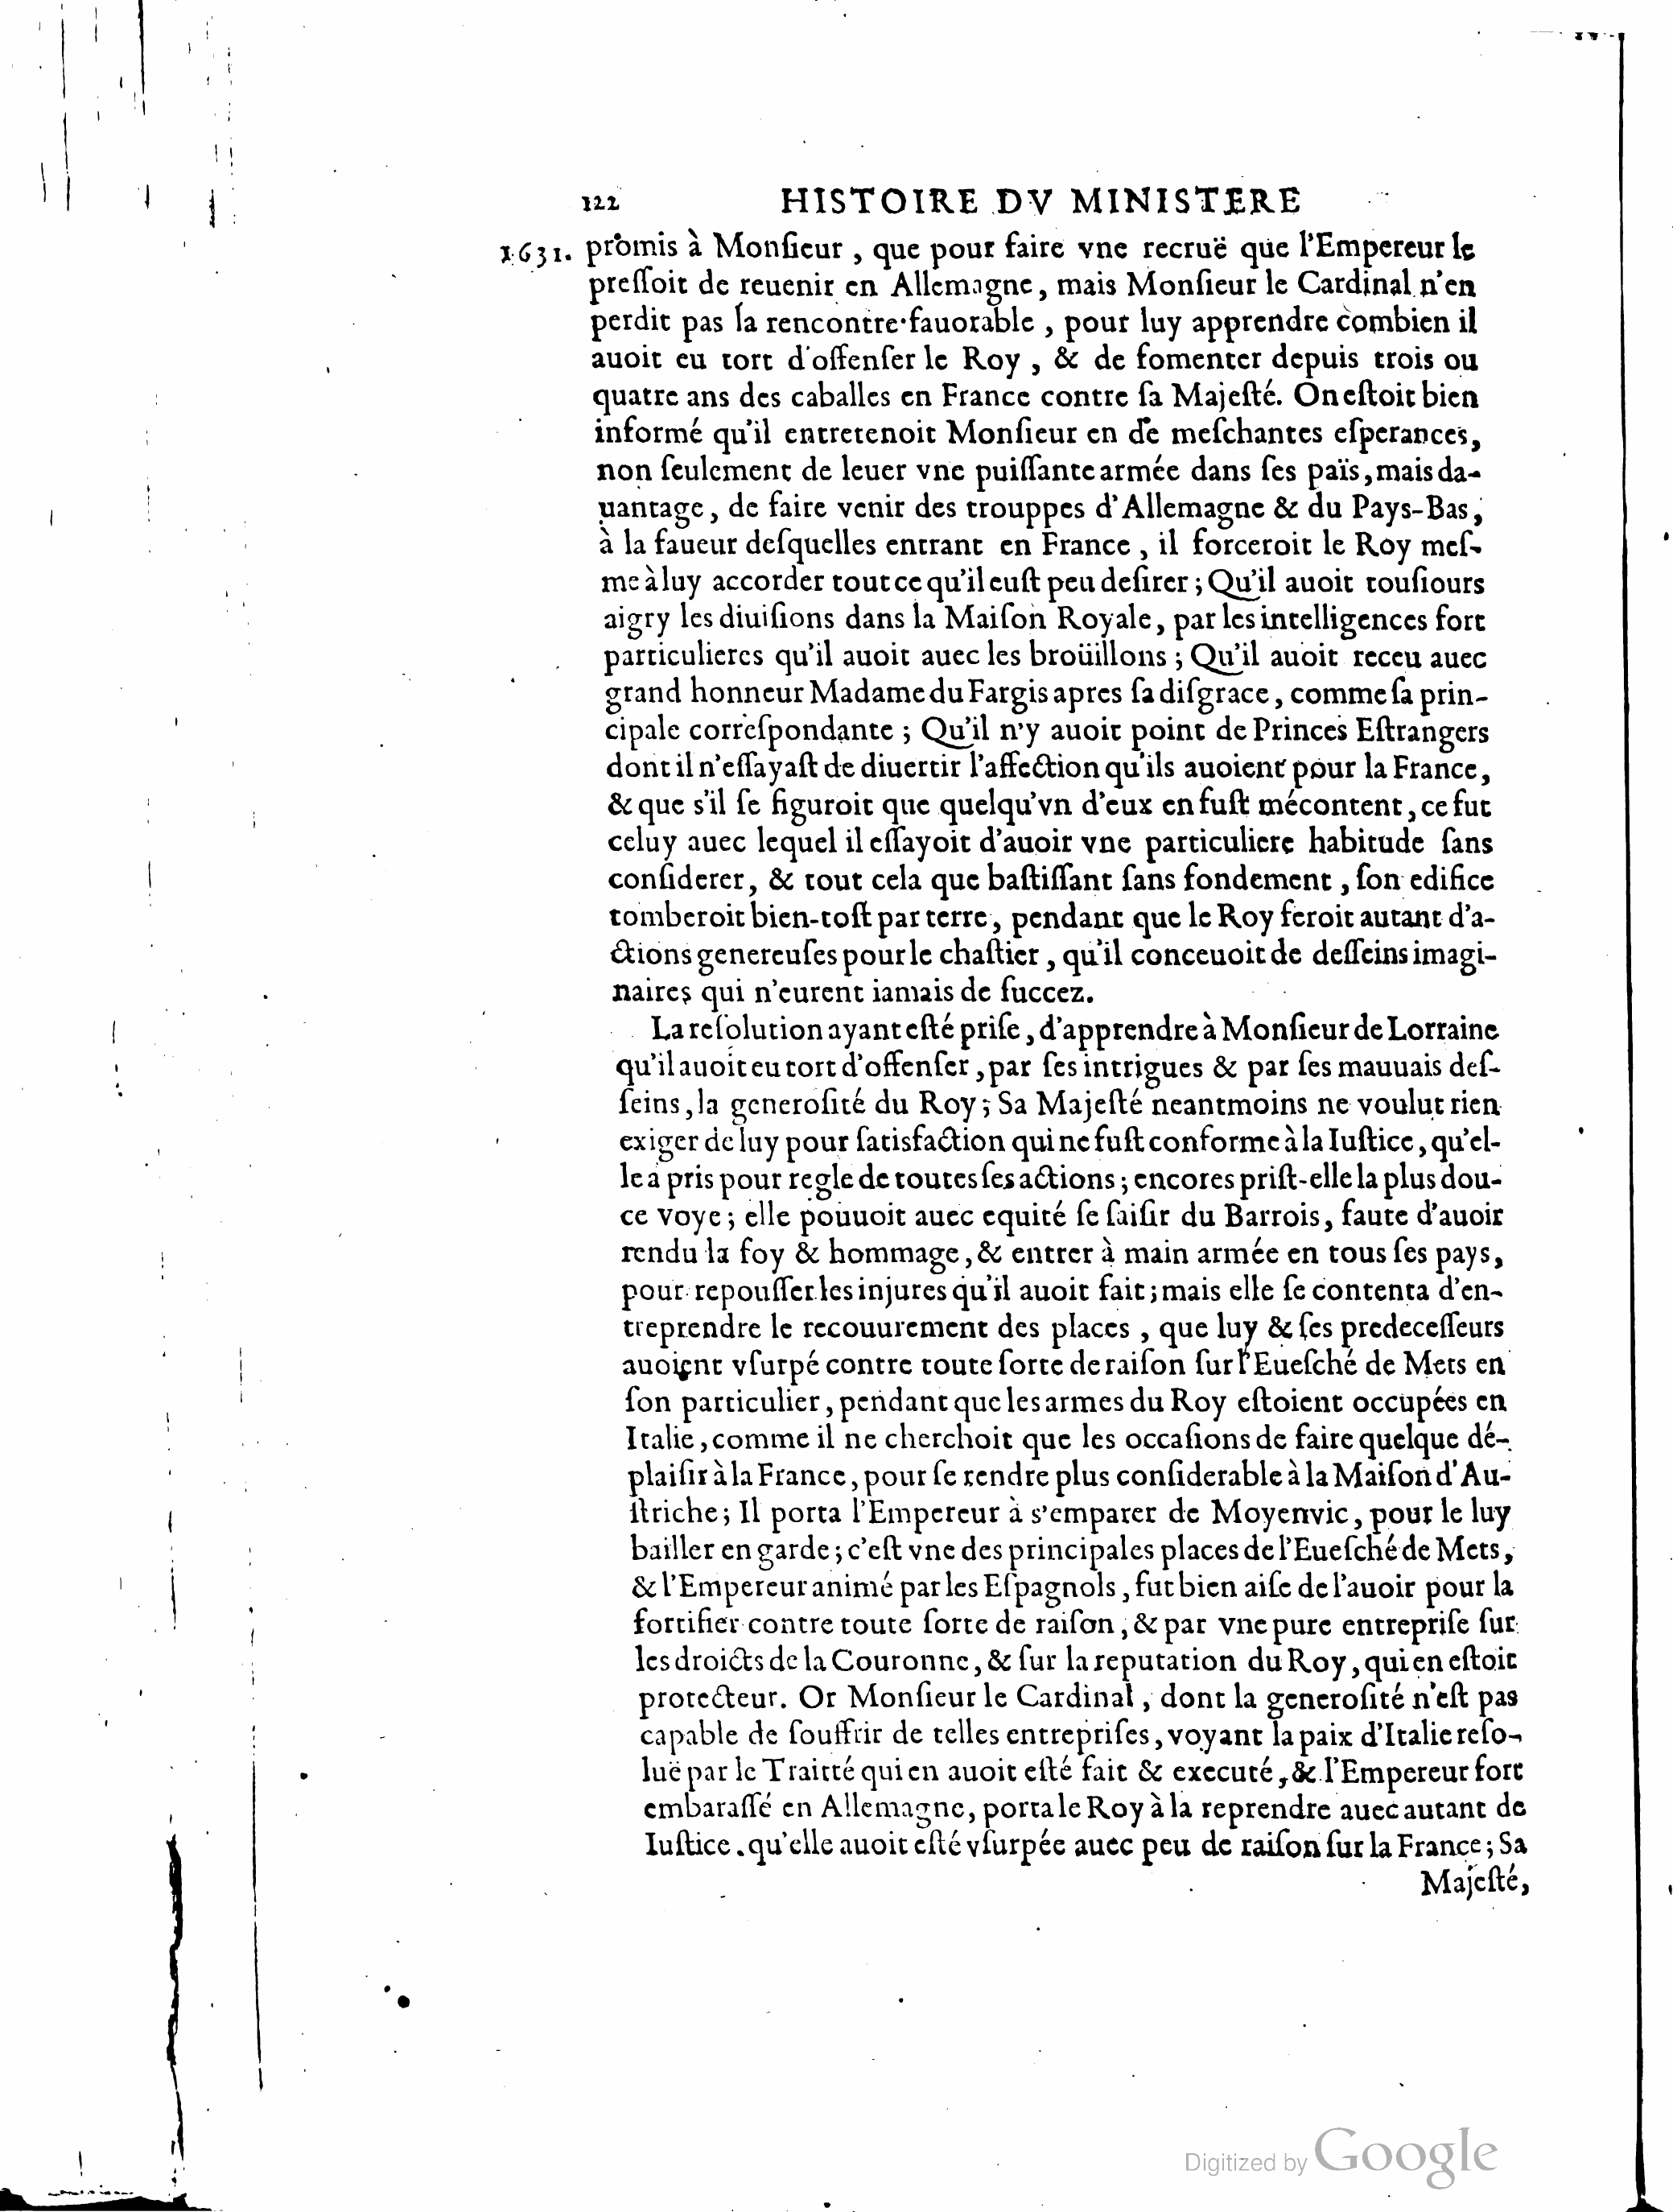 122 HISTOIRE DV MINISTERE
1631. promis à Monſieur, que pour faire vne recruë que l'Empereur le
preſſoit de reuenir en Allemagne, mais Monſieur le Cardinal n'en
perdit pas la rencontre fauorable, pour luy apprendre combien il
auoit eu tort d'offenſer le Roy, & de fomenter depuis trois ou
quatre ans des caballes en France contre ſa Majeſté. On eſtoit bien
informé qu'il entretenoit Monſieur en de meſchantes eſperances,
non ſeulement de leuer vne puiſſante armée dans ſes païs, mais da-
uantage, de faire venir des trouppes d'Allemagne & du Pays-Bas,
à la faueur deſquelles entrant en France, il forceroit le Roy meſ-
me à luy accorder tout ce qu'il euſt peu deſirer; Qu'il auoit touſiours
aigry les diuiſions dans la Maiſon Royale, par les intelligences fort
particulieres qu'il auoit auec les broüillons; Qu'il auoit receu auec
grand honneur Madame du Fargis apres ſa diſgrace, comme ſa prin-
cipale correſpondante; Qu'il n'y auoit point de Princes Eſtrangers
dont il n'eſſayaſt de diuertir l'affection qu'ils auoient pour la France,
& que s'il ſe figuroit que quelqu'vn d'eux en fuſt mécontent, ce fut
celuy auec lequel il eſſayoit d'auoir vne particuliere habitude ſans
conſiderer, & tout cela que baſtiſſant ſans fondement, ſon edifice
tomberoit bien-toſt par terre, pendant que le Roy feroit autant d'a-
ctions genereuſes pour le chaſtier, qu'il conceuoit de deſſeins imagi-
naires qui n'eurent iamais de ſuccez.
La reſolution ayant eſté priſe, d'apprendre à Monſieur de Lorraine
qu'il auoit eu tort d'offenſer, par ſes intrigues & par ſes mauuais deſ-
ſeins, la generoſité du Roy; Sa Majeſté neantmoins ne voulut rien
exiger de luy pour ſatisfaction qui ne fuſt conforme à la Iuſtice, qu'el-
le a pris pour regle de toutes ſes actions; encores priſt-elle la plus dou-
ce voye; elle pouuoit auec equité ſe ſaiſir du Barrois, faute d'auoir
rendu la foy & hommage, & entrer à main armée en tous ſes pays,
pour repouſſer les injures qu'il auoit fait; mais elle ſe contenta d'en-
treprendre le recouurement des places, que luy & ſes predeceſſeurs
auoient vſurpé contre toute ſorte de raiſon ſur l'Eueſché de Mets en
ſon particulier, pendant que les armes du Roy eſtoient occupées en
Italie, comme il ne cherchoit que les occaſions de faire quelque dé-
plaiſir à la France, pour ſe rendre plus conſiderable à la Maiſon d'Au-
ſtriche; Il porta l'Empereur à s'emparer de Moyenvic, pour le luy
bailler en garde; c'eſt vne des principales places de l'Eueſché de Mets,
& l'Empereur animé par les Eſpagnols, fut bien aiſe de l'auoir pour la
fortifier contre toute ſorte de raiſon, & par vne pure entrepriſe ſur
les droicts de la Couronne, & ſur la reputation du Roy, qui en eſtoit
protecteur. Or Monſieur le Cardinal, dont la generoſité n'eſt pas
capable de ſouffrir de telles entrepriſes, voyant la paix d'Italie reſo-
luë par le Traitté qui en auoit eſté fait & executé, & l'Empereur fort
embaraſſé en Allemagne, porta le Roy à la reprendre auec autant de
Iuſtice. qu'elle auoit eſté vſurpée auec peu de raiſon ſur la France; Sa
Majeſté,
Digitized by Google